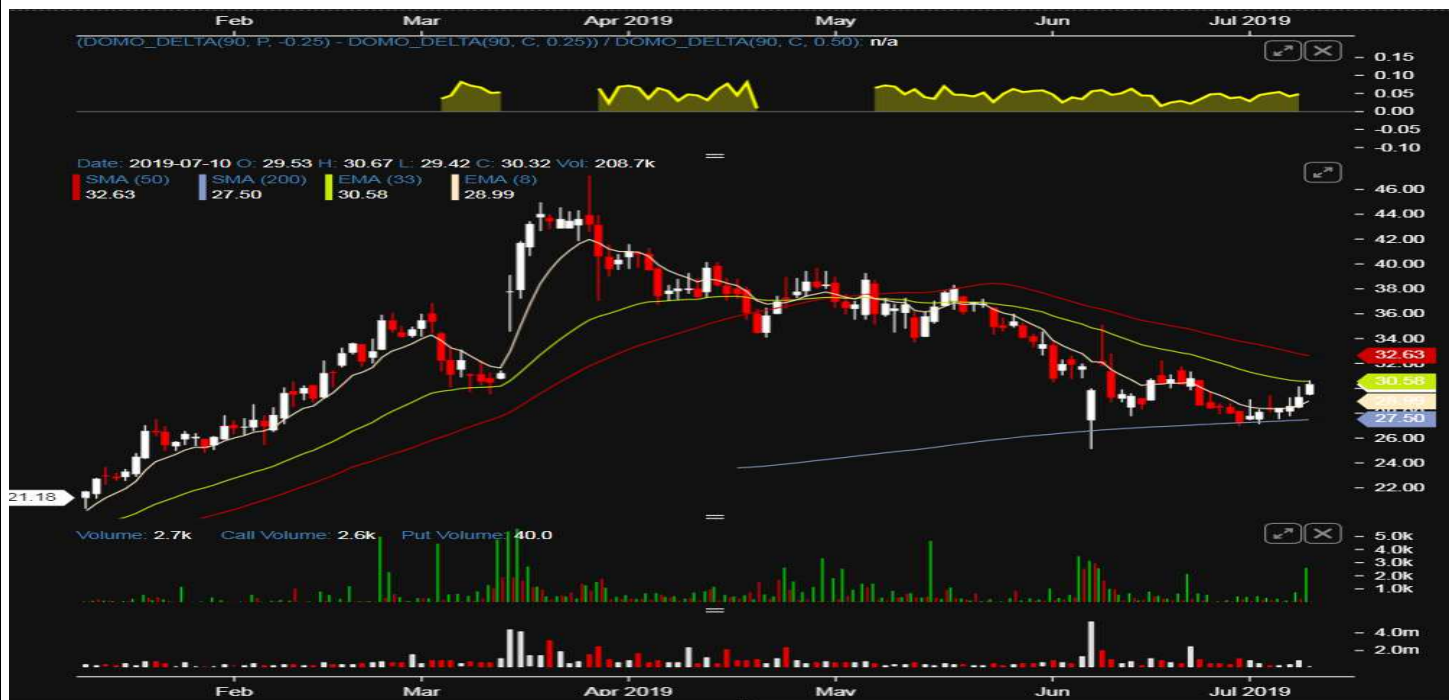 Feb Mar Apr 2019 May Jun Jul 2019
(DOMO_DELTA(90, P, -0.25) - DOMO_DELTA(90, C, 0.25)) / DOMO_DELTA(90, C, 0.50): n/a
0.15
0.10
0.05
0.00
-0.05
-0.10
Date: 2019-07-10 O: 29.53 H: 30.67 L: 29.42 C: 30.32 Vol: 208.7k
SMA (50) SMA (200) EMA (33) EMA (8)
32.63 27.50 30.58 28.99
46.00
44.00
42.00
40.00
38.00
36.00
34.00
32.63
32.00
30.58
28.99
27.50
26.00
24.00
22.00
21.18
Volume: 2.7k Call Volume: 2.6k Put Volume: 40.0
5.0k
4.0k
3.0k
2.0k
1.0k
4.0m
2.0m
Feb Mar Apr 2019 May Jun Jul 2019